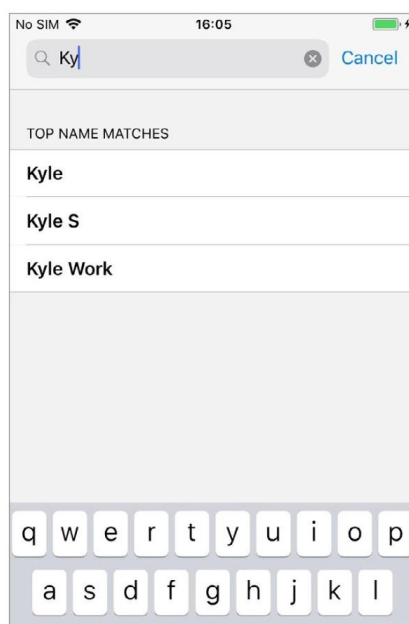 No SIM 16:05
Ky Cancel
TOP NAME MATCHES
Kyle
Kyle S
Kyle Work
q w e r t y u i o p
a s d f g h j k l